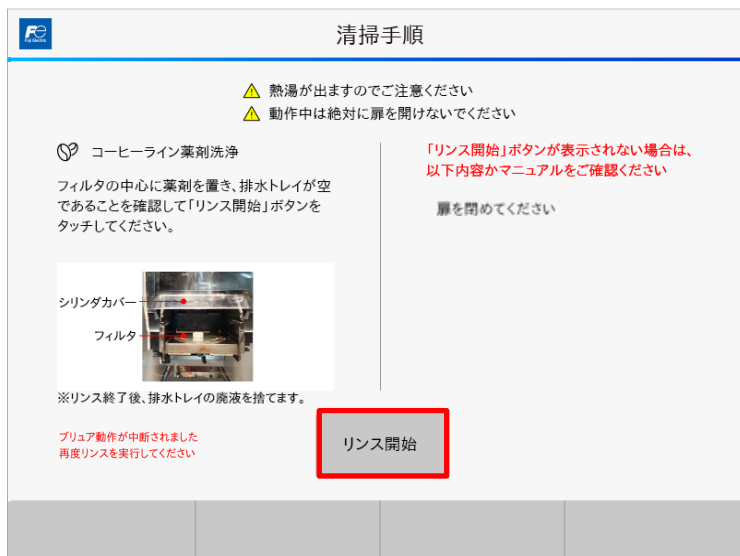 Fe
Fuji Electric
清掃手順
熱湯が出ますのでご注意ください
動作中は絶対に扉を開けないでください
コーヒーライン薬剤洗浄
フィルタの中心に薬剤を置き、排水トレイが空
であることを確認して「リンス開始」ボタンを
タッチしてください。
シリンダカバー
フィルタ
※リンス終了後、排水トレイの廃液を捨てます。
ブリュア動作が中断されました
再度リンスを実行してください
「リンス開始」ボタンが表示されない場合は、
以下内容かマニュアルをご確認ください
扉を閉めてください
リンス開始